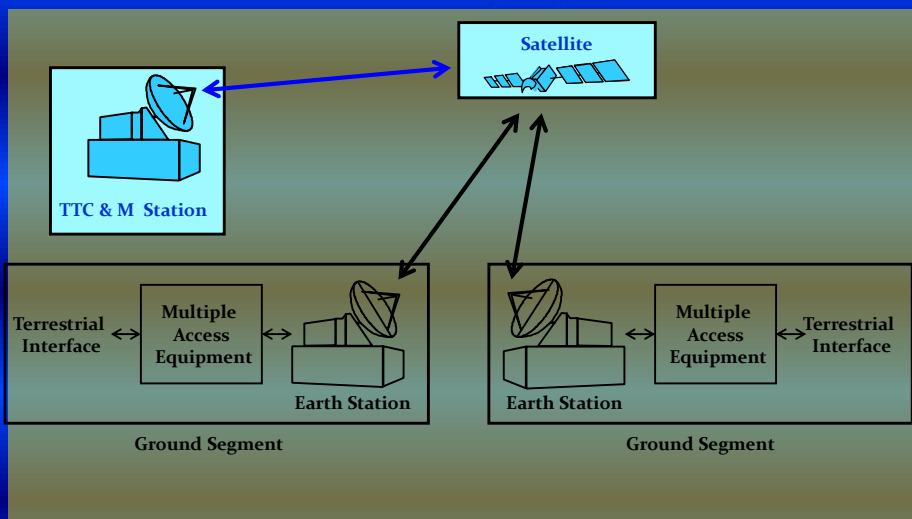 Satellite
TTC & M Station
Terrestrial
Interface
Multiple
Access
Equipment
Earth Station
Ground Segment
Multiple
Access
Equipment
Terrestrial
Interface
Earth Station
Ground Segment